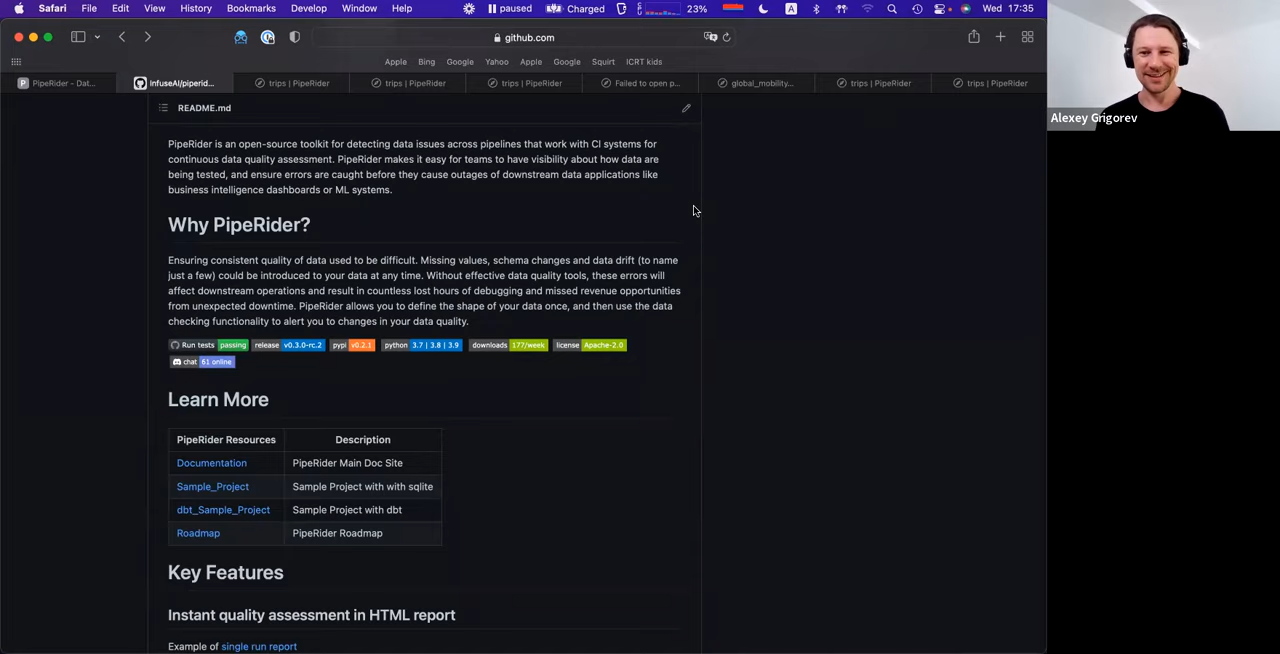 Safari File Edit View History Bookmarks Develop Window Help paused Charged 23% A Wed 17:35
github.com
Apple Bing Google Yahoo Apple Google Squirt ICRT kids
PipeRider - Dat... InfuseAI/piperid... trips | PipeRider trips | PipeRider trips | PipeRider Failed to open p... global_mobility... trips | PipeRider trips | PipeRider
Alexey Grigorev
README.md
PipeRider is an open-source toolkit for detecting data issues across pipelines that work with CI systems for
continuous data quality assessment. PipeRider makes it easy for teams to have visibility about how data are
being tested, and ensure errors are caught before they cause outages of downstream data applications like
business intelligence dashboards or ML systems.
Why PipeRider?
Ensuring consistent quality of data used to be difficult. Missing values, schema changes and data drift (to name
just a few) could be introduced to your data at any time. Without effective data quality tools, these errors will
affect downstream operations and result in countless lost hours of debugging and missed revenue opportunities
from unexpected downtime. PipeRider allows you to define the shape of your data once, and then use the data
checking functionality to alert you to changes in your data quality.
Run tests passing release v0.3.0-rc.2 pypi v0.2.1 python 3.7 | 3.8 | 3.9 downloads 177/week license Apache-2.0
chat 61 online
Learn More
PipeRider Resources Description
Documentation PipeRider Main Doc Site
Sample_Project Sample Project with with sqlite
dbt_Sample_Project Sample Project with dbt
Roadmap PipeRider Roadmap
Key Features
Instant quality assessment in HTML report
Example of single run report